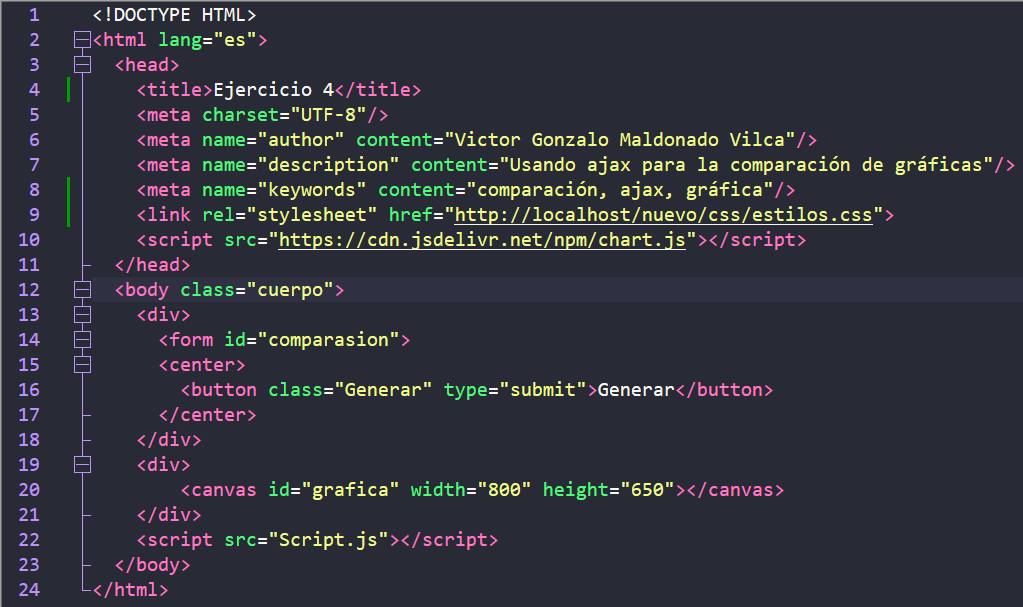 1 <!DOCTYPE HTML>
2 <html lang="es">
3 <head>
4 <title>Ejercicio 4</title>
5 <meta charset="UTF-8"/>
6 <meta name="author" content="Victor Gonzalo Maldonado Vilca"/>
7 <meta name="description" content="Usando ajax para la comparación de gráficas"/>
8 <meta name="keywords" content="comparación, ajax, gráfica"/>
9 <link rel="stylesheet" href="http://localhost/nuevo/css/estilos.css">
10 <script src="https://cdn.jsdelivr.net/npm/chart.js"></script>
11 </head>
12 <body class="cuerpo">
13 <div>
14 <form id="comparasion">
15 <center>
16 <button class="Generar" type="submit">Generar</button>
17 </center>
18 </div>
19 <div>
20 <canvas id="grafica" width="800" height="650"></canvas>
21 </div>
22 <script src="Script.js"></script>
23 </body>
24 </html>